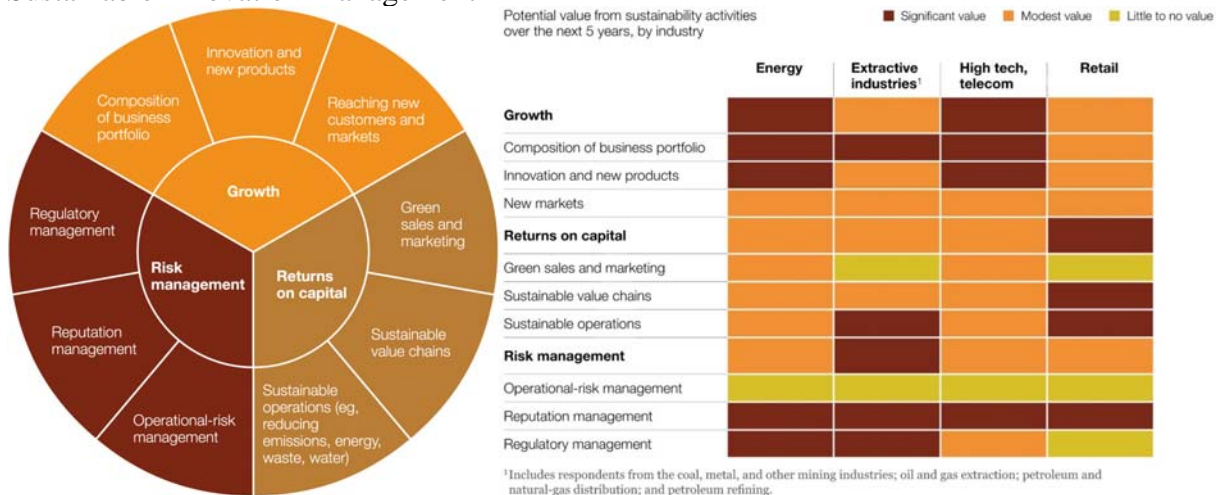 Sustainable Innovation Management
Innovation and
new products
Composition
of business
portfolio
Reaching new
customers and
markets
Growth
Regulatory
management
Green
sales and
marketing
Risk
management
Returns
on capital
Reputation
management
Sustainable
value chains
Operational-risk
management
Sustainable
operations (eg,
reducing
emissions, energy,
waste, water)
Potential value from sustainability activities
over the next 5 years, by industry
Significant value
Modest value
Little to no value
Energy
Extractive
industries¹
High tech,
telecom
Retail
Growth
Composition of business portfolio
Innovation and new products
New markets
Returns on capital
Green sales and marketing
Sustainable value chains
Sustainable operations
Risk management
Operational-risk management
Reputation management
Regulatory management
¹Includes respondents from the coal, metal, and other mining industries; oil and gas extraction; petroleum and
natural-gas distribution; and petroleum refining.